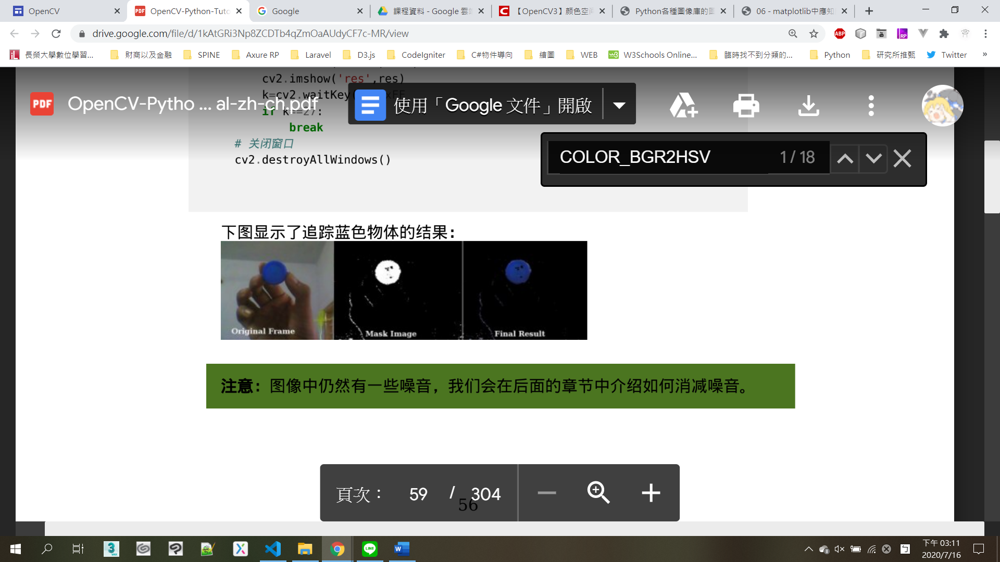 OpenCV
OpenCV-Python-Tuto
Google
課程資料 - Google 雲
【OpenCV3】颜色空间
Python各種圖像庫的圖
06 - matplotlib中應知
drive.google.com/file/d/1kAtGRi3Np8ZCDTb4qZmOaAUdyCF7c-MR/view
ABP
RP
長榮大學數位學習...
財商以及金融
SPINE
Axure RP
Laravel
D3.js
CodeIgniter
C#物件導向
繪圖
WEB
W3Schools Online...
臨時找不到分類的...
Python
研究所推甄
Twitter
»
cv2.imshow('res',res)
k=cv2.waitKey(
if k==27:
break
# 关闭窗口
cv2.destroyAllWindows()
PDF
OpenCV-Pytho ... al-zh-ch.pdf
使用「Google 文件」開啟
COLOR_BGR2HSV
1 / 18
下图显示了追踪蓝色物体的结果：
Original Frame
Mask Image
Final Result
注意：图像中仍然有一些噪音，我们会在后面的章节中介绍如何消减噪音。
頁次：
59 / 304
56
下午 03:11
2020/7/16